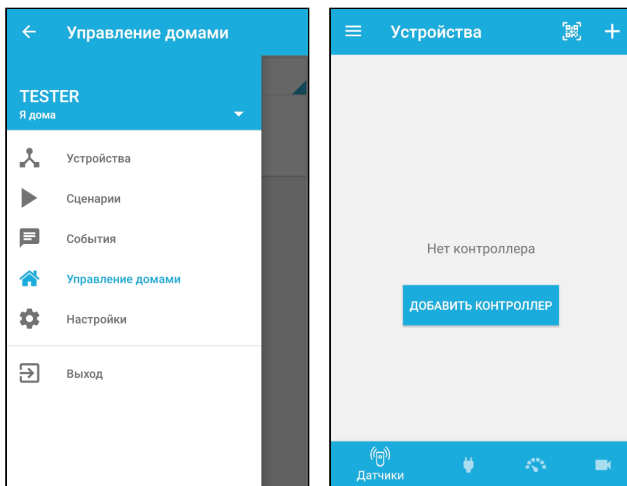 Управление домами
TESTER
Я дома
Устройства
Сценарии
События
Управление домами
Настройки
Выход
Устройства
Нет контроллера
ДОБАВИТЬ КОНТРОЛЛЕР
Датчики